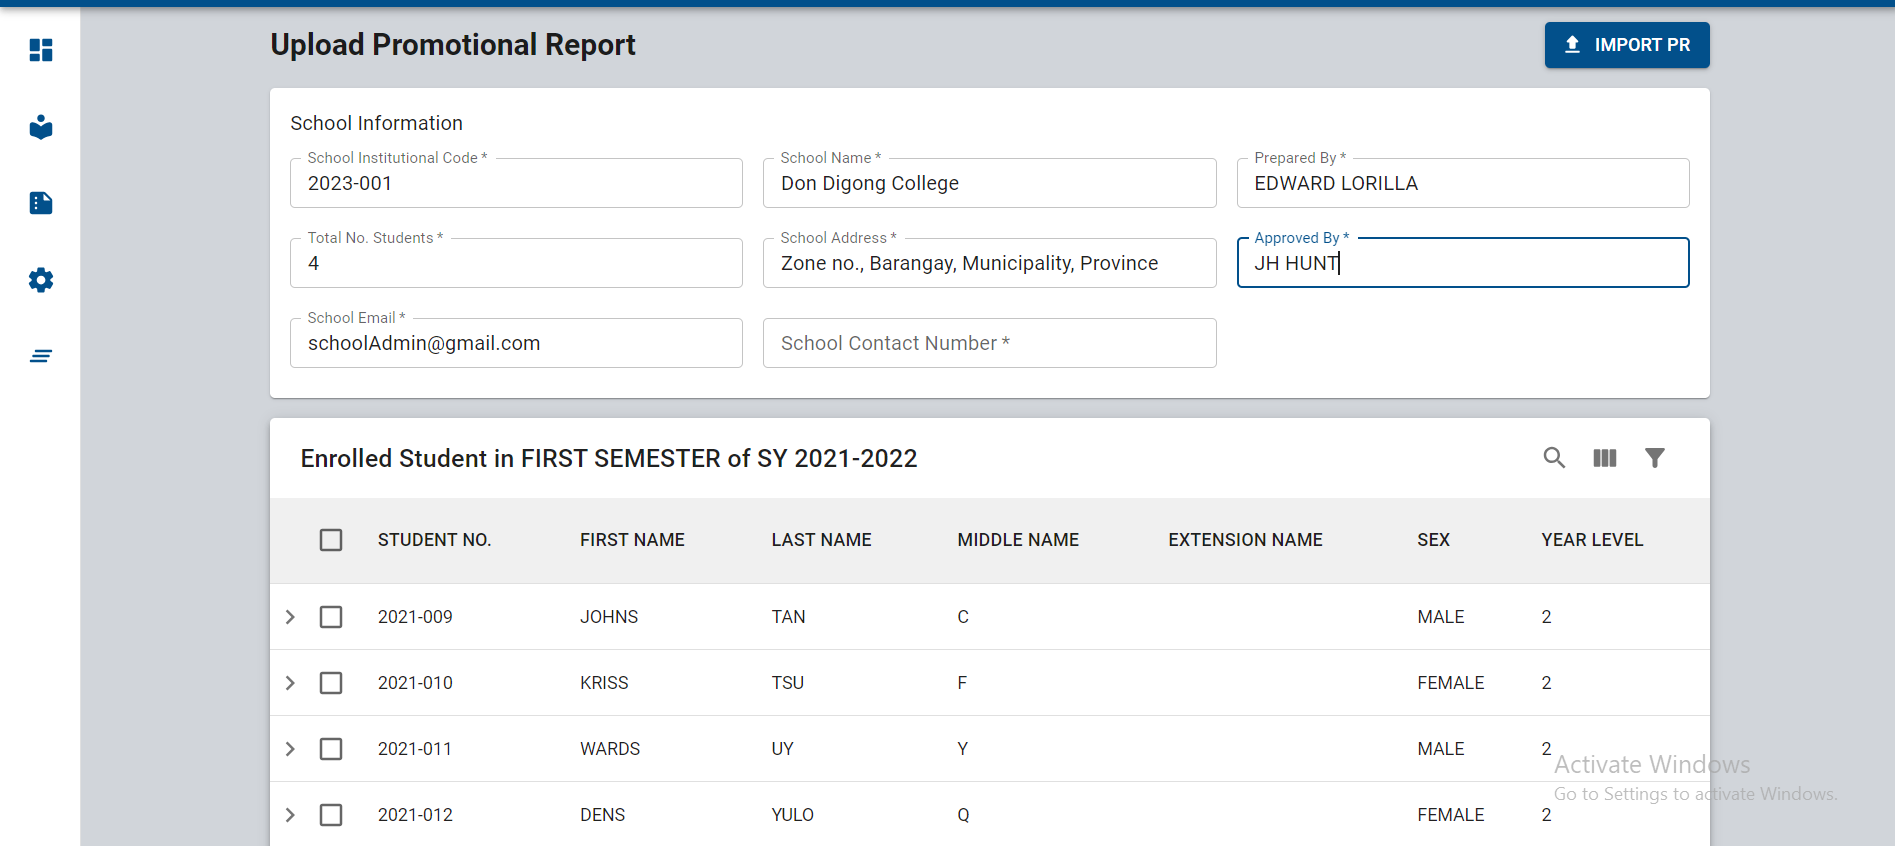 Upload Promotional Report
IMPORT PR
School Information
School Institutional Code *
2023-001
School Name *
Don Digong College
Prepared By *
EDWARD LORILLA
Total No. Students *
4
School Address *
Zone no., Barangay, Municipality, Province
Approved By *
JH HUNT
School Email *
schoolAdmin@gmail.com
School Contact Number *
Enrolled Student in FIRST SEMESTER of SY 2021-2022
STUDENT NO. FIRST NAME LAST NAME MIDDLE NAME EXTENSION NAME SEX YEAR LEVEL
2021-009 JOHNS TAN C MALE 2
2021-010 KRISS TSU F FEMALE 2
2021-011 WARDS UY Y MALE 2
Activate Windows
Go to Settings to activate Windows.
2021-012 DENS YULO Q FEMALE 2